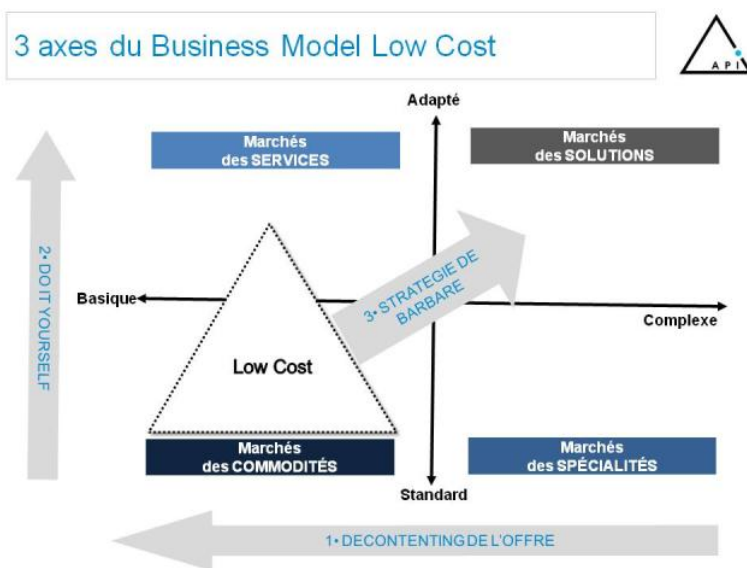 3 axes du Business Model Low Cost
API
Adapté
Marchés
des SERVICES
Marchés
des SOLUTIONS
2• DO IT YOURSELF
3• STRATEGIE DE
BARBARE
Basique
Complexe
Low Cost
Marchés
des COMMODITÉS
Marchés
des SPÉCIALITÉS
Standard
1• DECONTENTING DE L'OFFRE